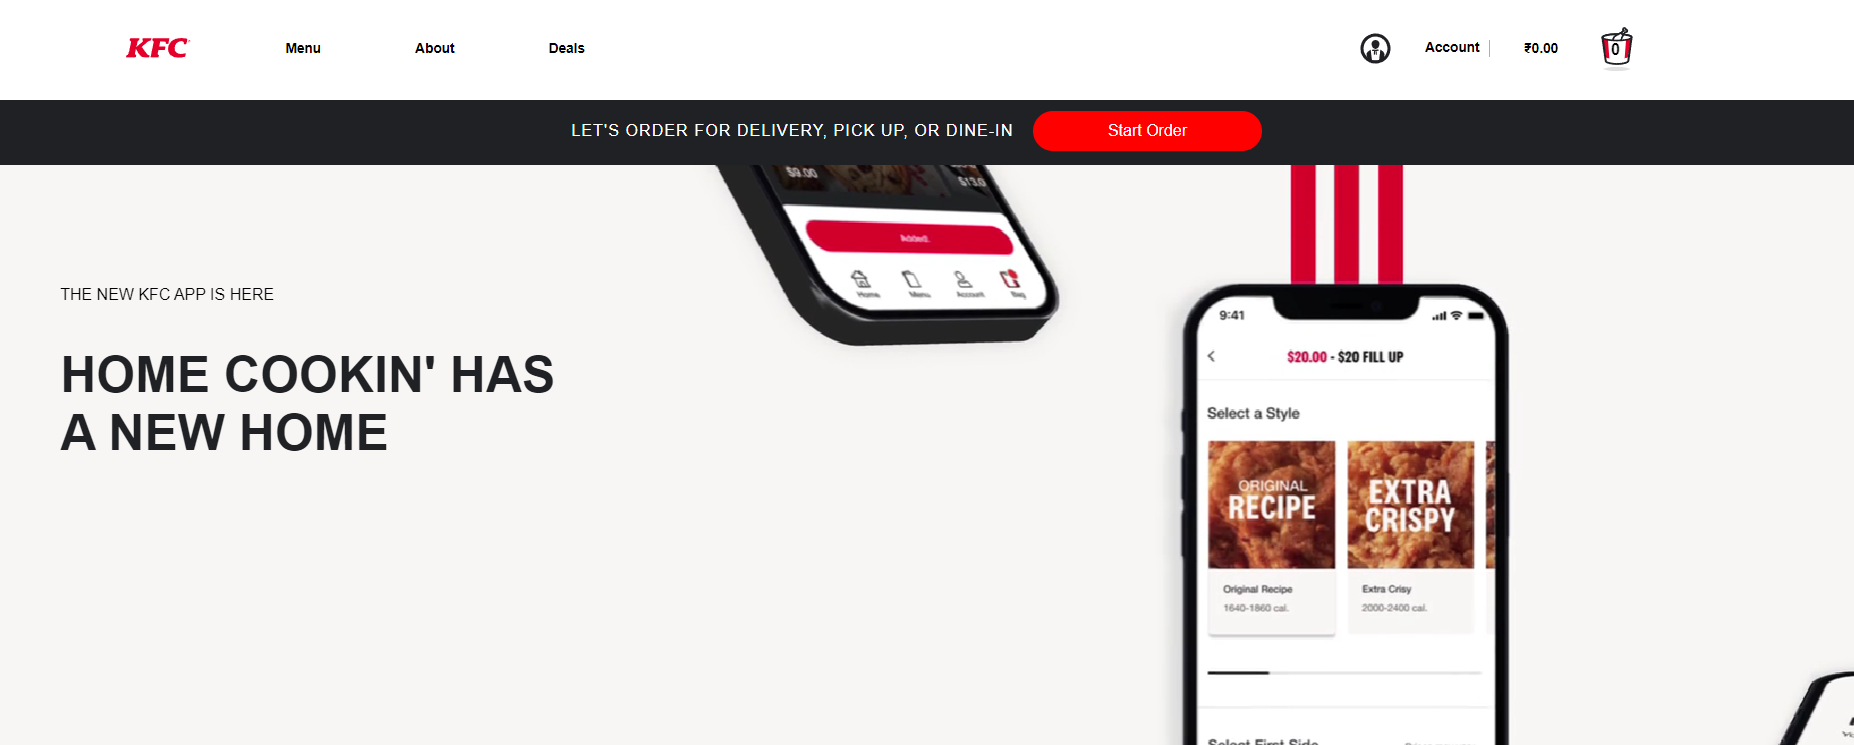 KFC
Menu
About
Deals
Account
₹0.00
0
LET'S ORDER FOR DELIVERY, PICK UP, OR DINE-IN
Start Order
$9.00
$13.0
Added.
Home
Menu
Account
Bag
THE NEW KFC APP IS HERE
HOME COOKIN' HAS
A NEW HOME
9:41
$20.00 - $20 FILL UP
Select a Style
ORIGINAL
RECIPE
EXTRA
CRISPY
Original Recipe
1640-1860 cal.
Extra Crisy
2000-2400 cal.
Select First Side